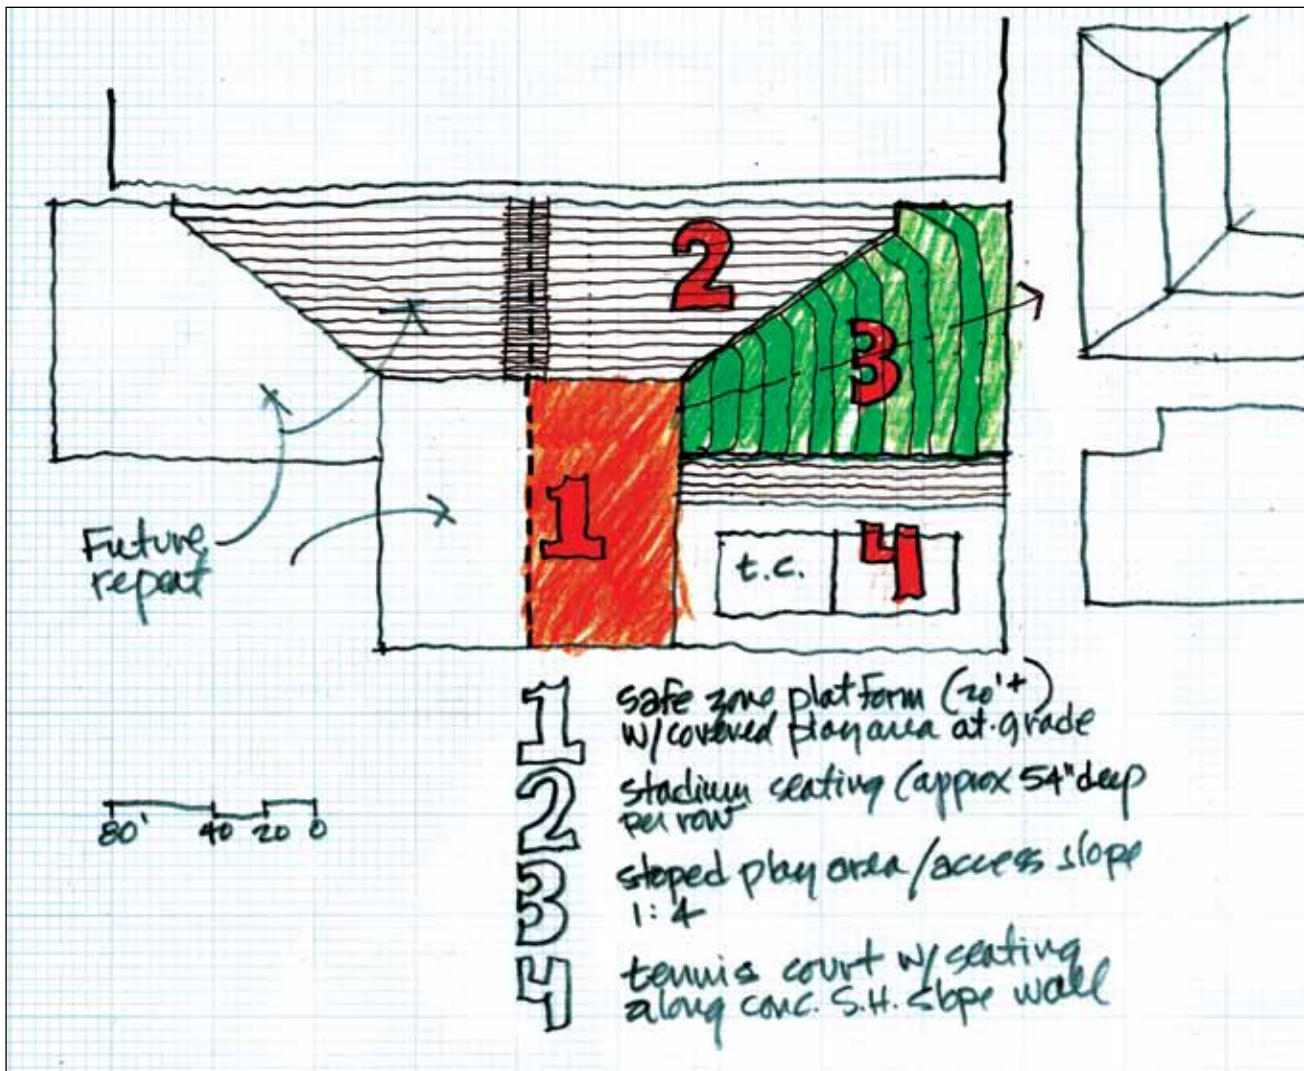 2
3
1
t.c.
4
Future
repeat
80' 40 20 0
1 safe zone platform (20'+)
w/covered play area at grade
2 stadium seating (approx 54" deep
per row
3 sloped play area/access slope
1:4
4 tennis court w/seating
along conc. S.H. slope wall